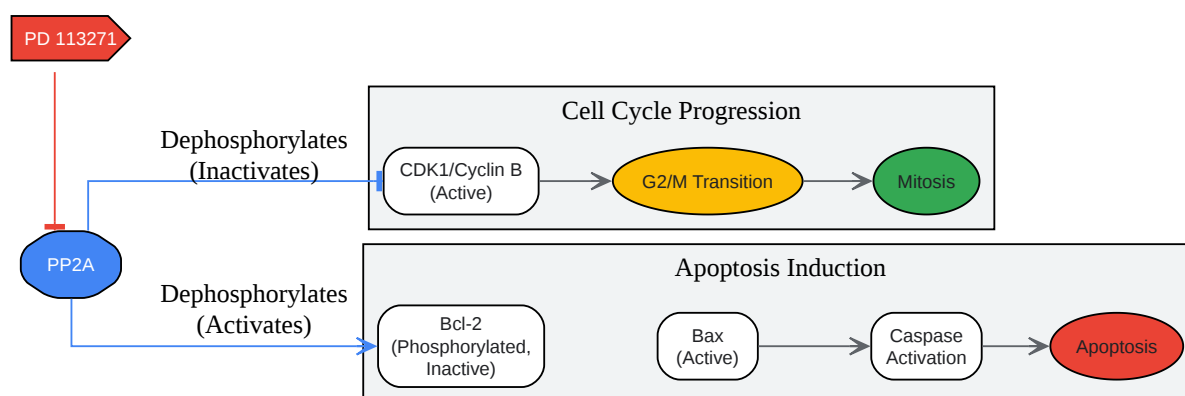 PD 113271
Cell Cycle Progression
Dephosphorylates
(Inactivates)
CDK1/Cyclin B
(Active)
G2/M Transition
Mitosis
PP2A
Apoptosis Induction
Dephosphorylates
(Activates)
Bcl-2
(Phosphorylated,
Inactive)
Bax
(Active)
Caspase
Activation
Apoptosis